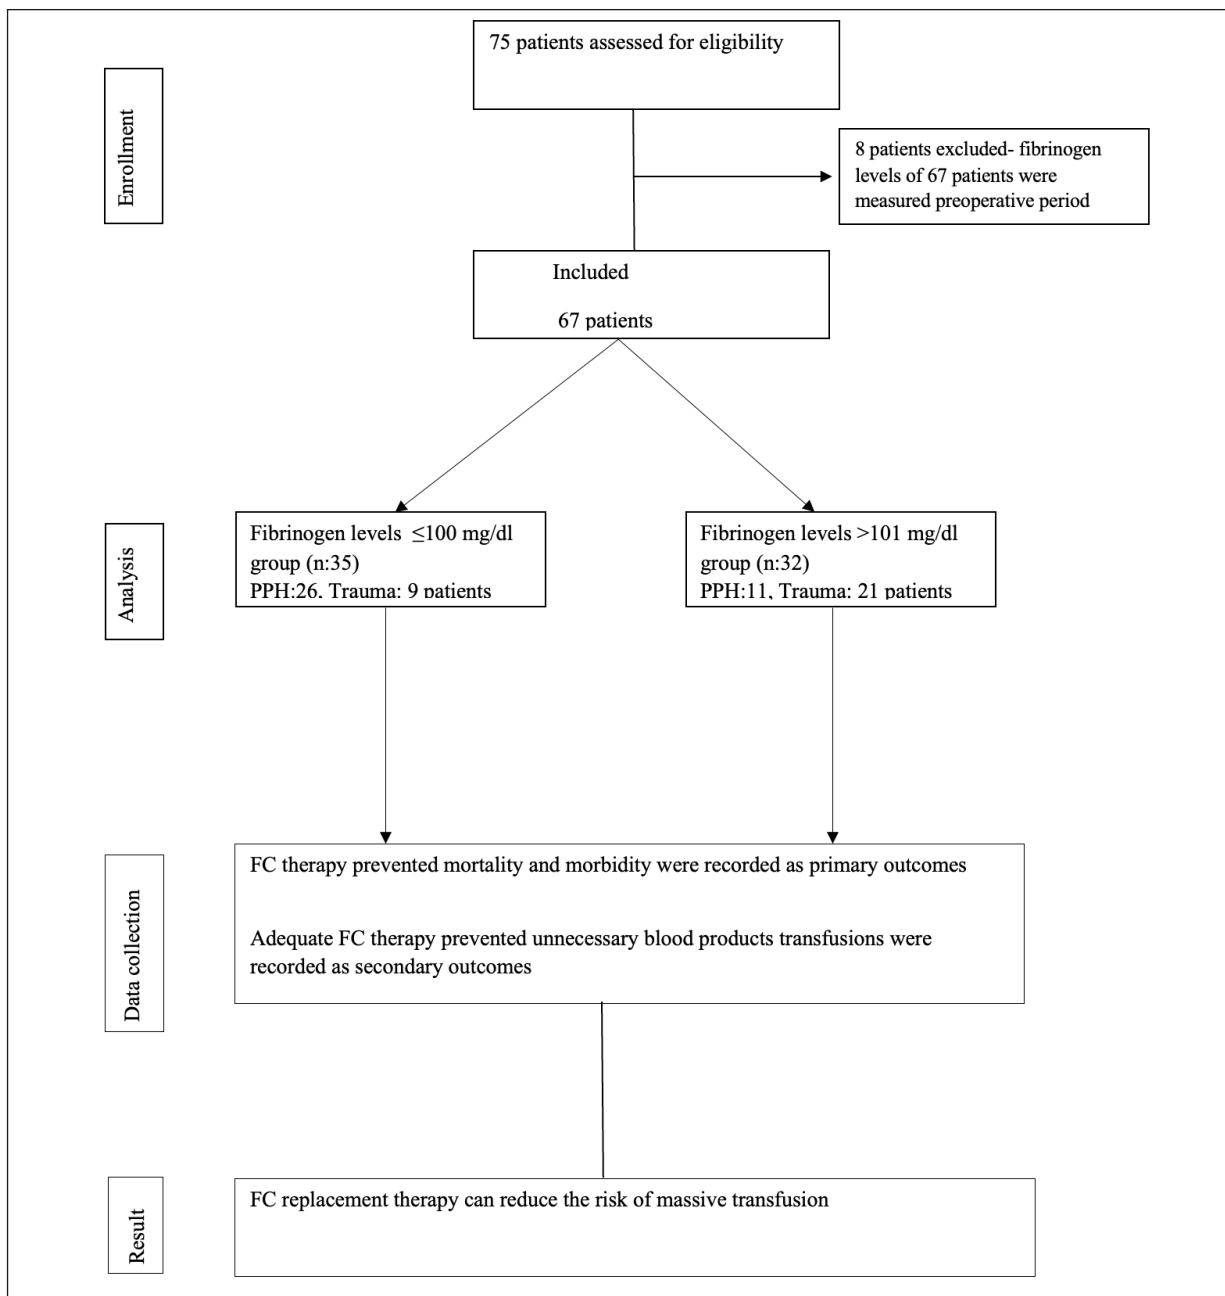 75 patients assessed for eligibility
Enrollment
8 patients excluded- fibrinogen
levels of 67 patients were
measured preoperative period
Included
67 patients
Analysis
Fibrinogen levels ≤100 mg/dl
group (n:35)
PPH:26, Trauma: 9 patients
Fibrinogen levels >101 mg/dl
group (n:32)
PPH:11, Trauma: 21 patients
Data collection
FC therapy prevented mortality and morbidity were recorded as primary outcomes
Adequate FC therapy prevented unnecessary blood products transfusions were
recorded as secondary outcomes
Result
FC replacement therapy can reduce the risk of massive transfusion